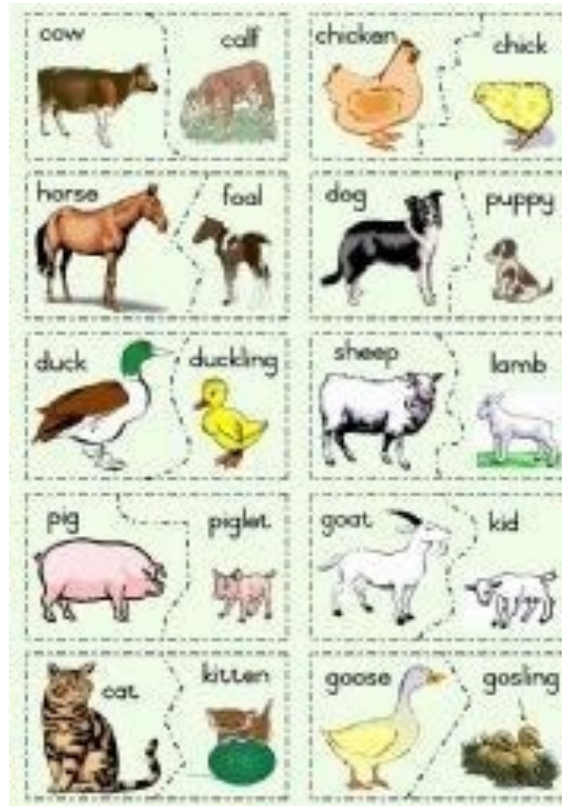 cow
calf
chicken
chick
horse
foal
dog
puppy
duck
duckling
sheep
lamb
pig
piglet
goat
kid
cat
kitten
goose
gosling